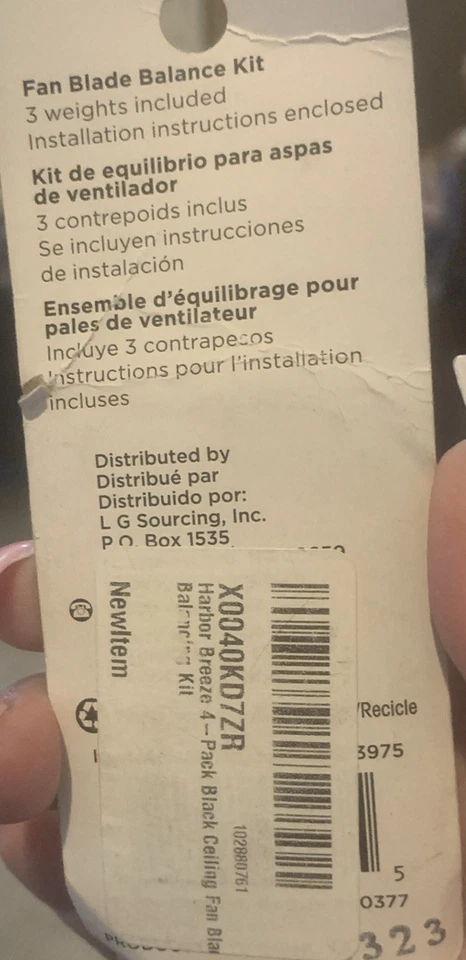 Fan Blade Balance Kit
3 weights included
Installation instructions enclosed
Kit de equilibrio para aspas
de ventilador
3 contrepoids inclus
Se incluyen instrucciones
de instalación
Ensemble d'équilibrage pour
pales de ventilateur
Incluye 3 contrapesos
Instructions pour l'installation
incluses
Distributed by
Distribué par
Distribuido por:
L G Sourcing, Inc.
P.O. Box 1535
X0040KD7ZR
102880761
Harbor Breeze 4-Pack Black Ceiling Fan Bla
Balancing Kit
NewItem
/Recicle
3975
5
0377
323